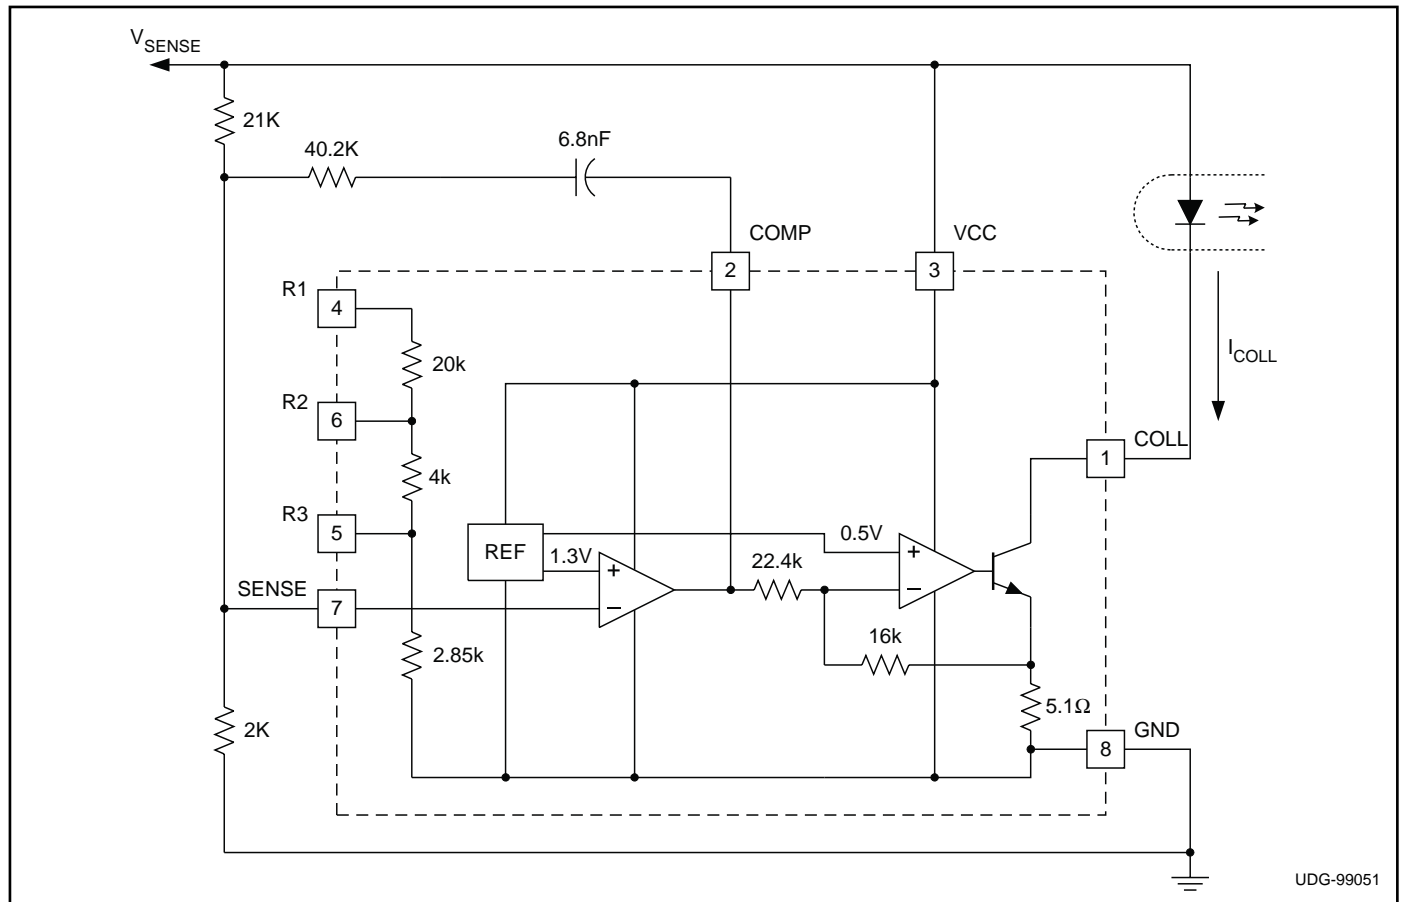 VSENSE
21K
40.2K
6.8nF
COMP
VCC
2
3
R1
4
20k
ICOLL
R2
6
COLL
4k
1
R3
5
0.5V
REF
1.3V
+
22.4k
+
SENSE
7
–
–
16k
2.85k
5.1Ω
2K
GND
8
UDG-99051